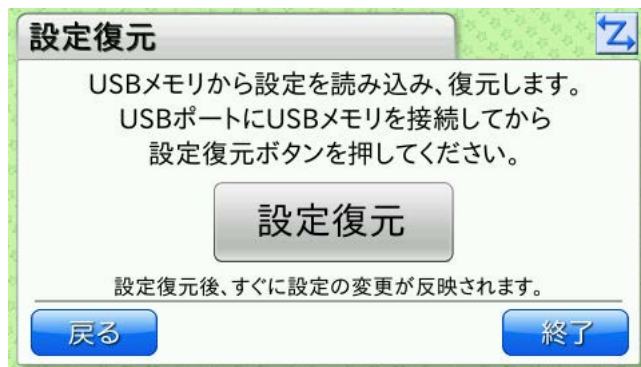 設定復元
Z
USBメモリから設定を読み込み、復元します。
USBポートにUSBメモリを接続してから
設定復元ボタンを押してください。
設定復元
設定復元後、すぐに設定の変更が反映されます。
戻る
終了